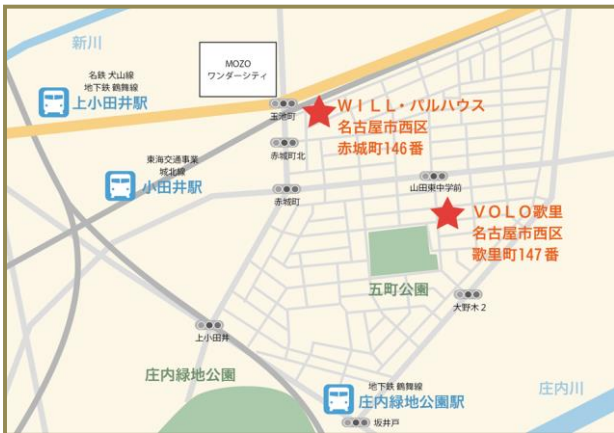 新川
MOZO
ワンダーシティ
名鉄 犬山線
地下鉄 鶴舞線
上小田井駅
玉池町
WILL・パルハウス
名古屋市西区
赤城町146番
赤城町北
東海交通事業
城北線
小田井駅
赤城町
山田東中学前
VOLO歌里
名古屋市西区
歌里町147番
五町公園
大野木2
上小田井
庄内緑地公園
地下鉄 鶴舞線
庄内緑地公園駅
庄内川
坂井戸